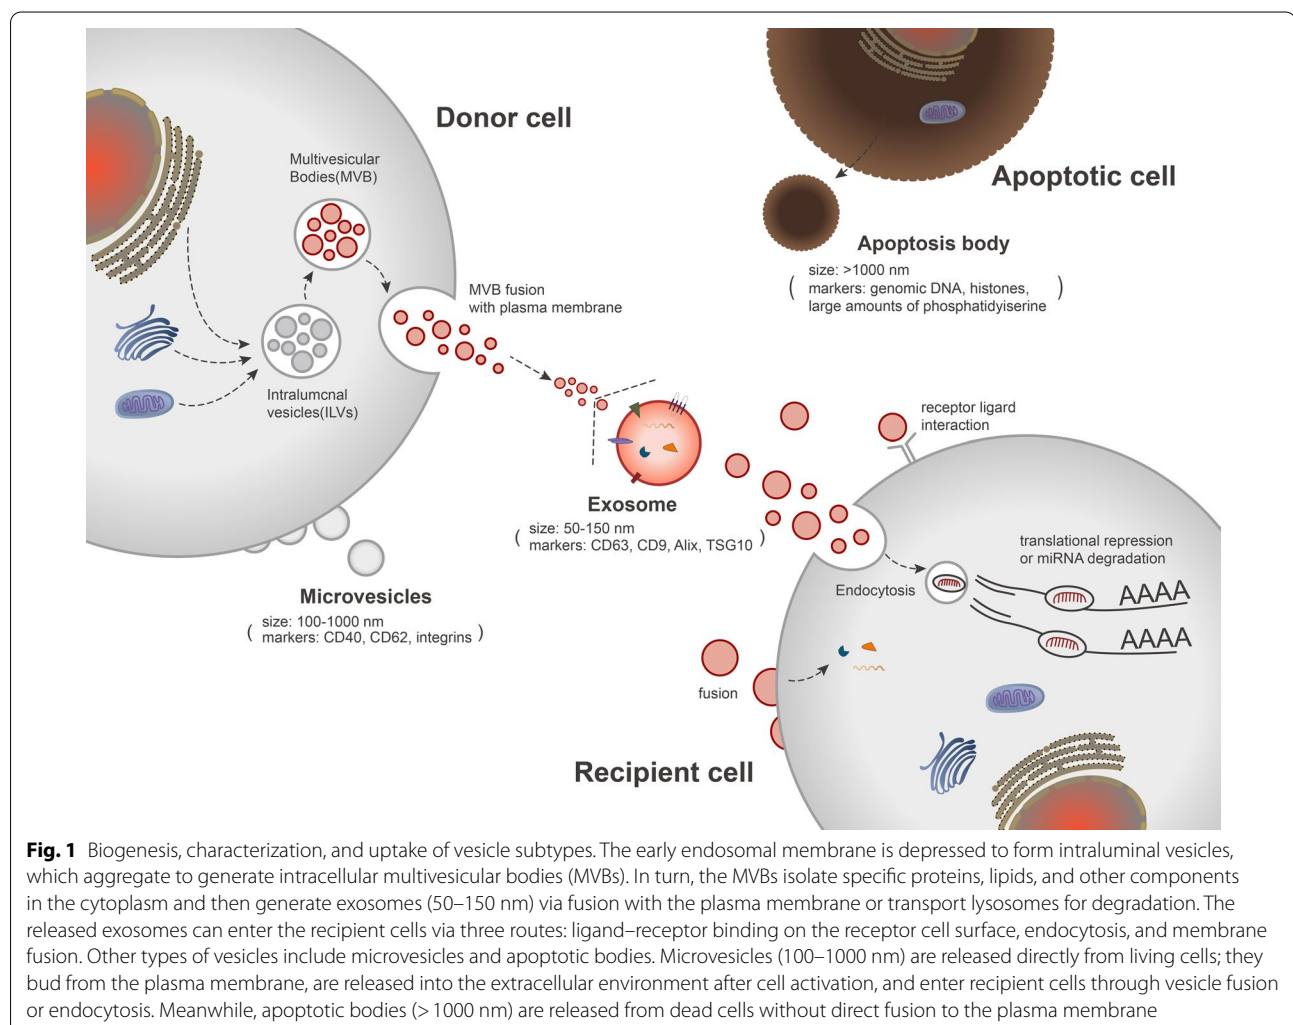 Donor cell
Multivesicular
Bodies(MVB)
MVB fusion
with plasma membrane
Intralumcnal
vesicles(ILVs)
Apoptotic cell
Apoptosis body
( size: >1000 nm
markers: genomic DNA, histones,
large amounts of phosphatidyiserine )
receptor ligard
interaction
Exosome
( size: 50-150 nm
markers: CD63, CD9, Alix, TSG10 )
Microvesicles
( size: 100-1000 nm
markers: CD40, CD62, integrins )
translational repression
or miRNA degradation
Endocytosis
AAAA
AAAA
fusion
Recipient cell
Fig. 1 Biogenesis, characterization, and uptake of vesicle subtypes. The early endosomal membrane is depressed to form intraluminal vesicles,
which aggregate to generate intracellular multivesicular bodies (MVBs). In turn, the MVBs isolate specific proteins, lipids, and other components
in the cytoplasm and then generate exosomes (50–150 nm) via fusion with the plasma membrane or transport lysosomes for degradation. The
released exosomes can enter the recipient cells via three routes: ligand–receptor binding on the receptor cell surface, endocytosis, and membrane
fusion. Other types of vesicles include microvesicles and apoptotic bodies. Microvesicles (100–1000 nm) are released directly from living cells; they
bud from the plasma membrane, are released into the extracellular environment after cell activation, and enter recipient cells through vesicle fusion
or endocytosis. Meanwhile, apoptotic bodies (> 1000 nm) are released from dead cells without direct fusion to the plasma membrane